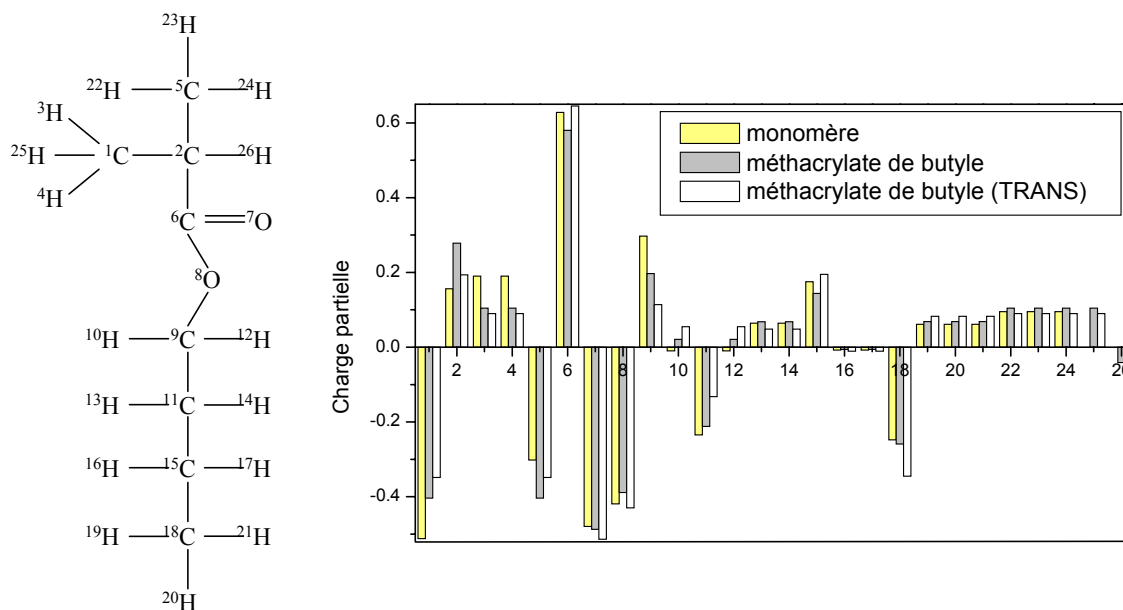 ²³H
²²H ⁵C ²⁴H
³H
²⁵H ¹C ²C ²⁶H
⁴H
⁶C ⁷O
⁸O
¹⁰H ⁹C ¹²H
¹³H ¹¹C ¹⁴H
¹⁶H ¹⁵C ¹⁷H
¹⁹H ¹⁸C ²¹H
²⁰H
monomère
méthacrylate de butyle
méthacrylate de butyle (TRANS)
Charge partielle
0.6
0.4
0.2
0.0
-0.2
-0.4
2 4 6 8 10 12 14 16 18 20 22 24 26